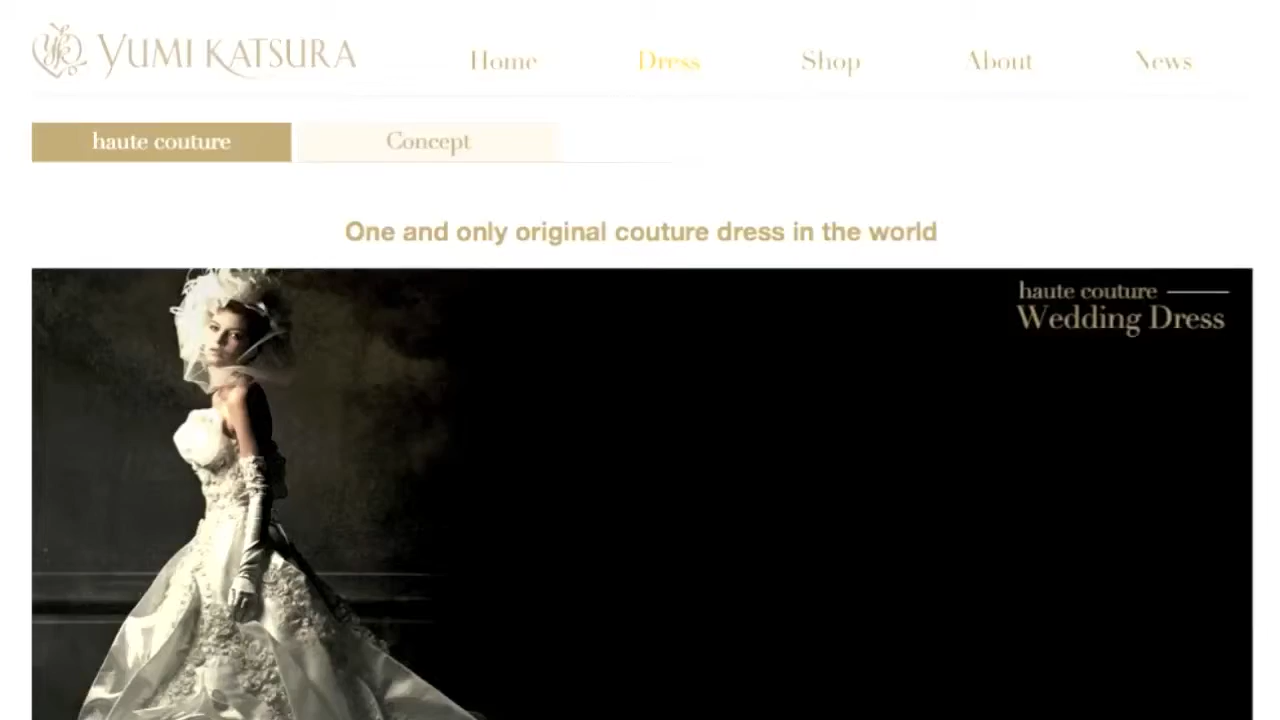 YUMI KATSURA
Home Dress Shop About News
haute couture Concept
One and only original couture dress in the world
haute couture
Wedding Dress